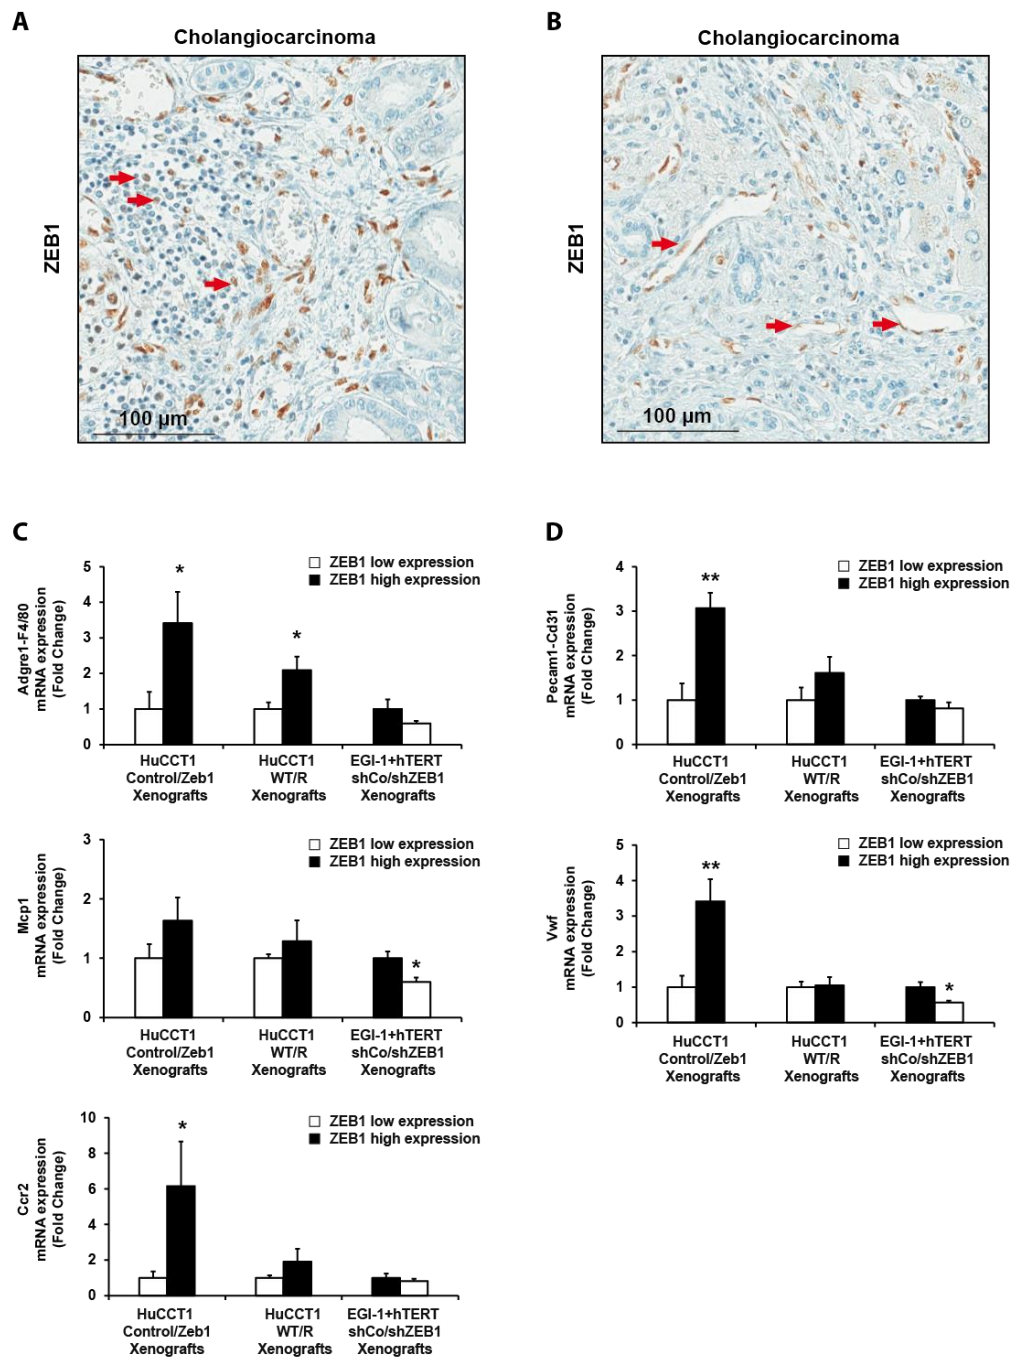 A
Cholangiocarcinoma
ZEB1
100 µm
B
Cholangiocarcinoma
ZEB1
100 µm
C
Adgre1-F4/80
mRNA expression
(Fold Change)
5
4
3
2
1
0
*
*
ZEB1 low expression
ZEB1 high expression
HuCCT1
Control/Zeb1
Xenografts
HuCCT1
WT/R
Xenografts
EGI-1+hTERT
shCo/shZEB1
Xenografts
Mcp1
mRNA expression
(Fold Change)
3
2
1
0
*
ZEB1 low expression
ZEB1 high expression
HuCCT1
Control/Zeb1
Xenografts
HuCCT1
WT/R
Xenografts
EGI-1+hTERT
shCo/shZEB1
Xenografts
Ccr2
mRNA expression
(Fold Change)
10
8
6
4
2
0
*
ZEB1 low expression
ZEB1 high expression
HuCCT1
Control/Zeb1
Xenografts
HuCCT1
WT/R
Xenografts
EGI-1+hTERT
shCo/shZEB1
Xenografts
D
Pecam1-Cd31
mRNA expression
(Fold Change)
4
3
2
1
0
**
ZEB1 low expression
ZEB1 high expression
HuCCT1
Control/Zeb1
Xenografts
HuCCT1
WT/R
Xenografts
EGI-1+hTERT
shCo/shZEB1
Xenografts
Vwf
mRNA expression
(Fold Change)
5
4
3
2
1
0
**
*
ZEB1 low expression
ZEB1 high expression
HuCCT1
Control/Zeb1
Xenografts
HuCCT1
WT/R
Xenografts
EGI-1+hTERT
shCo/shZEB1
Xenografts